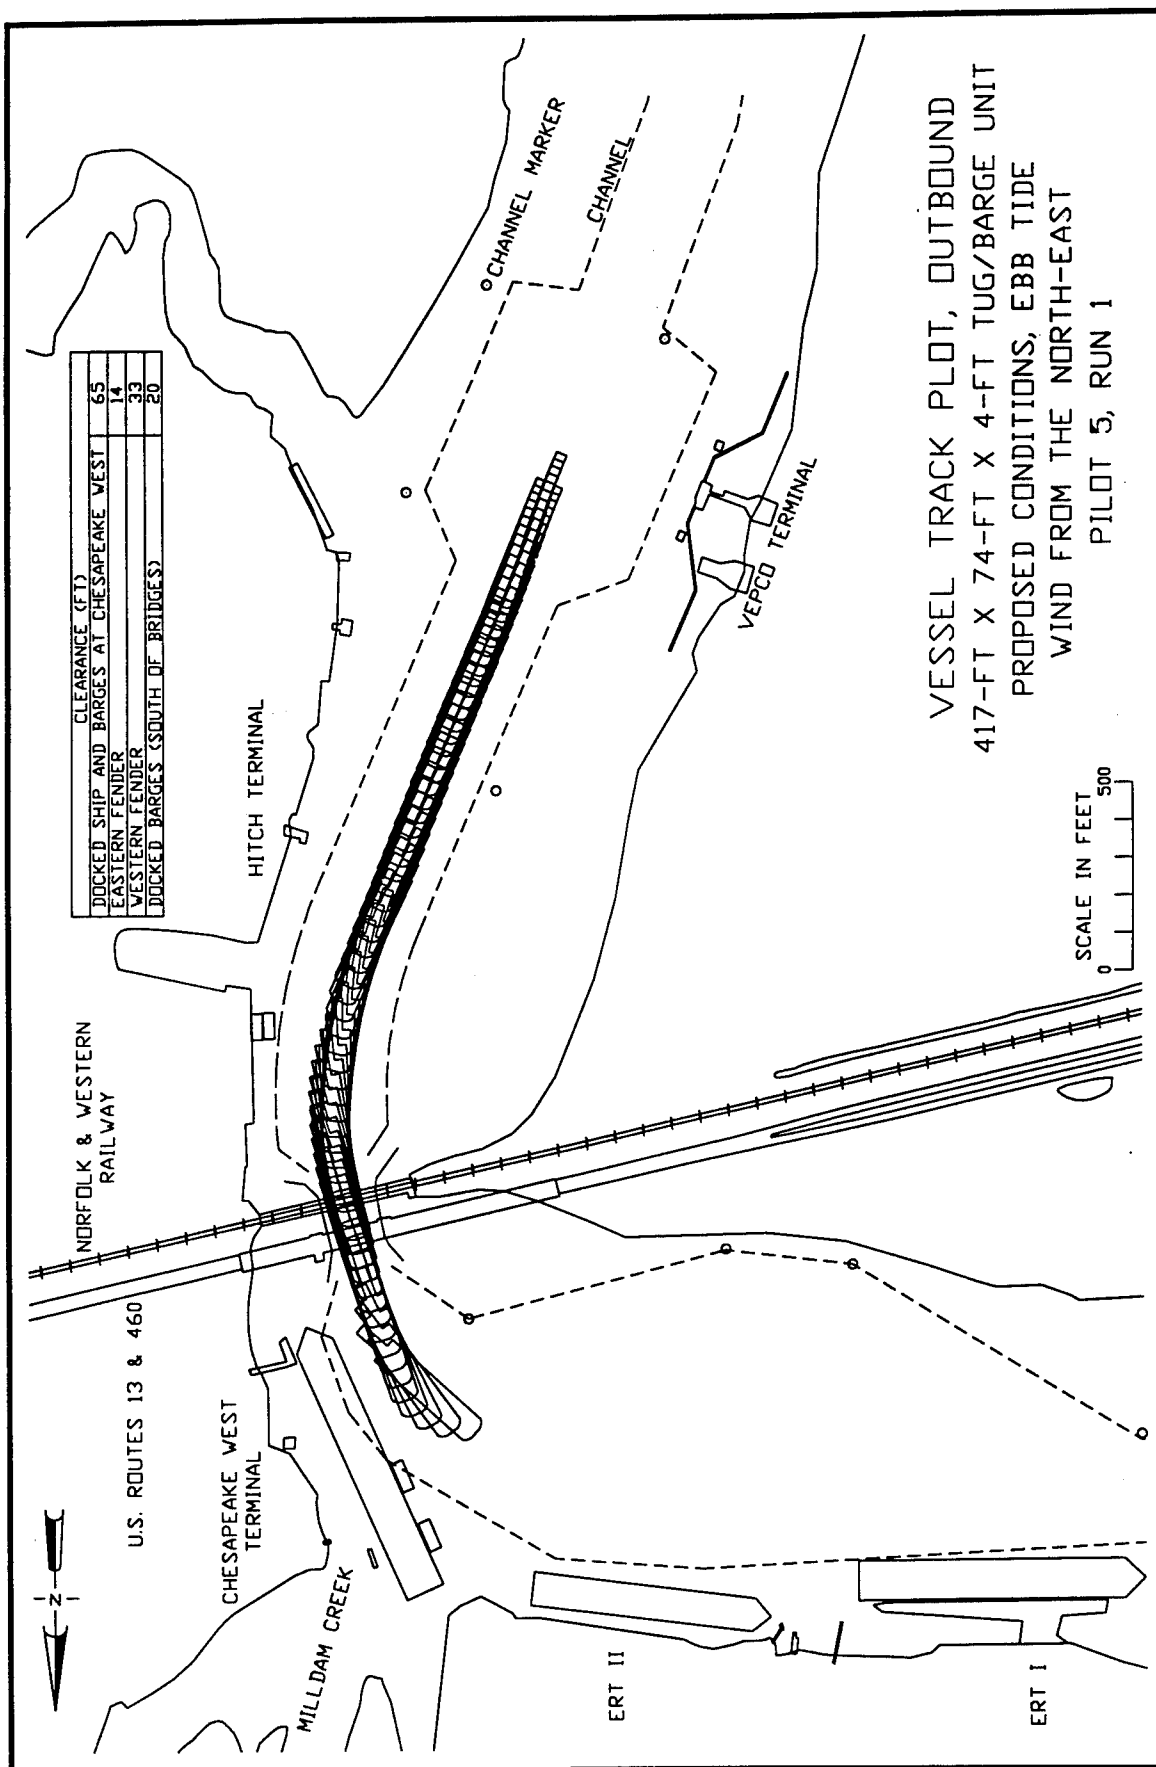 CLEARANCE (FT)
DOCKED SHIP AND BARGES AT CHESAPEAKE WEST 65
EASTERN FENDER 14
WESTERN FENDER 33
DOCKED BARGES (SOUTH OF BRIDGES) 20
N
U.S. ROUTES 13 & 460
NORFOLK & WESTERN
RAILWAY
CHESAPEAKE WEST
TERMINAL
HITCH TERMINAL
MILLDAM CREEK
CHANNEL MARKER
CHANNEL
VEPCO TERMINAL
ERT II
ERT I
SCALE IN FEET
0 500
VESSEL TRACK PLOT, OUTBOUND
417-FT X 74-FT X 4-FT TUG/BARGE UNIT
PROPOSED CONDITIONS, EBB TIDE
WIND FROM THE NORTH-EAST
PILOT 5, RUN 1